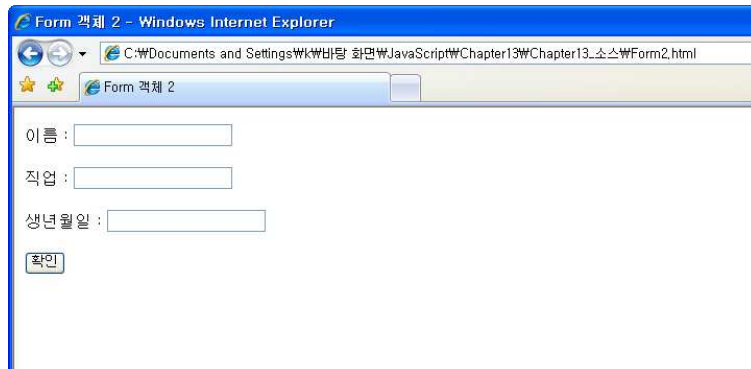 Form 객체 2 - Windows Internet Explorer
C:₩Documents and Settings₩k₩바탕 화면₩JavaScript₩Chapter13₩Chapter13_소스₩Form2.html
Form 객체 2
이름 :
직업 :
생년월일 :
확인